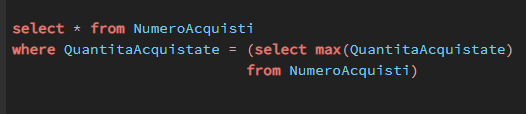 select * from NumeroAcquisti
where QuantitaAcquistate = (select max(QuantitaAcquistate)
from NumeroAcquisti)